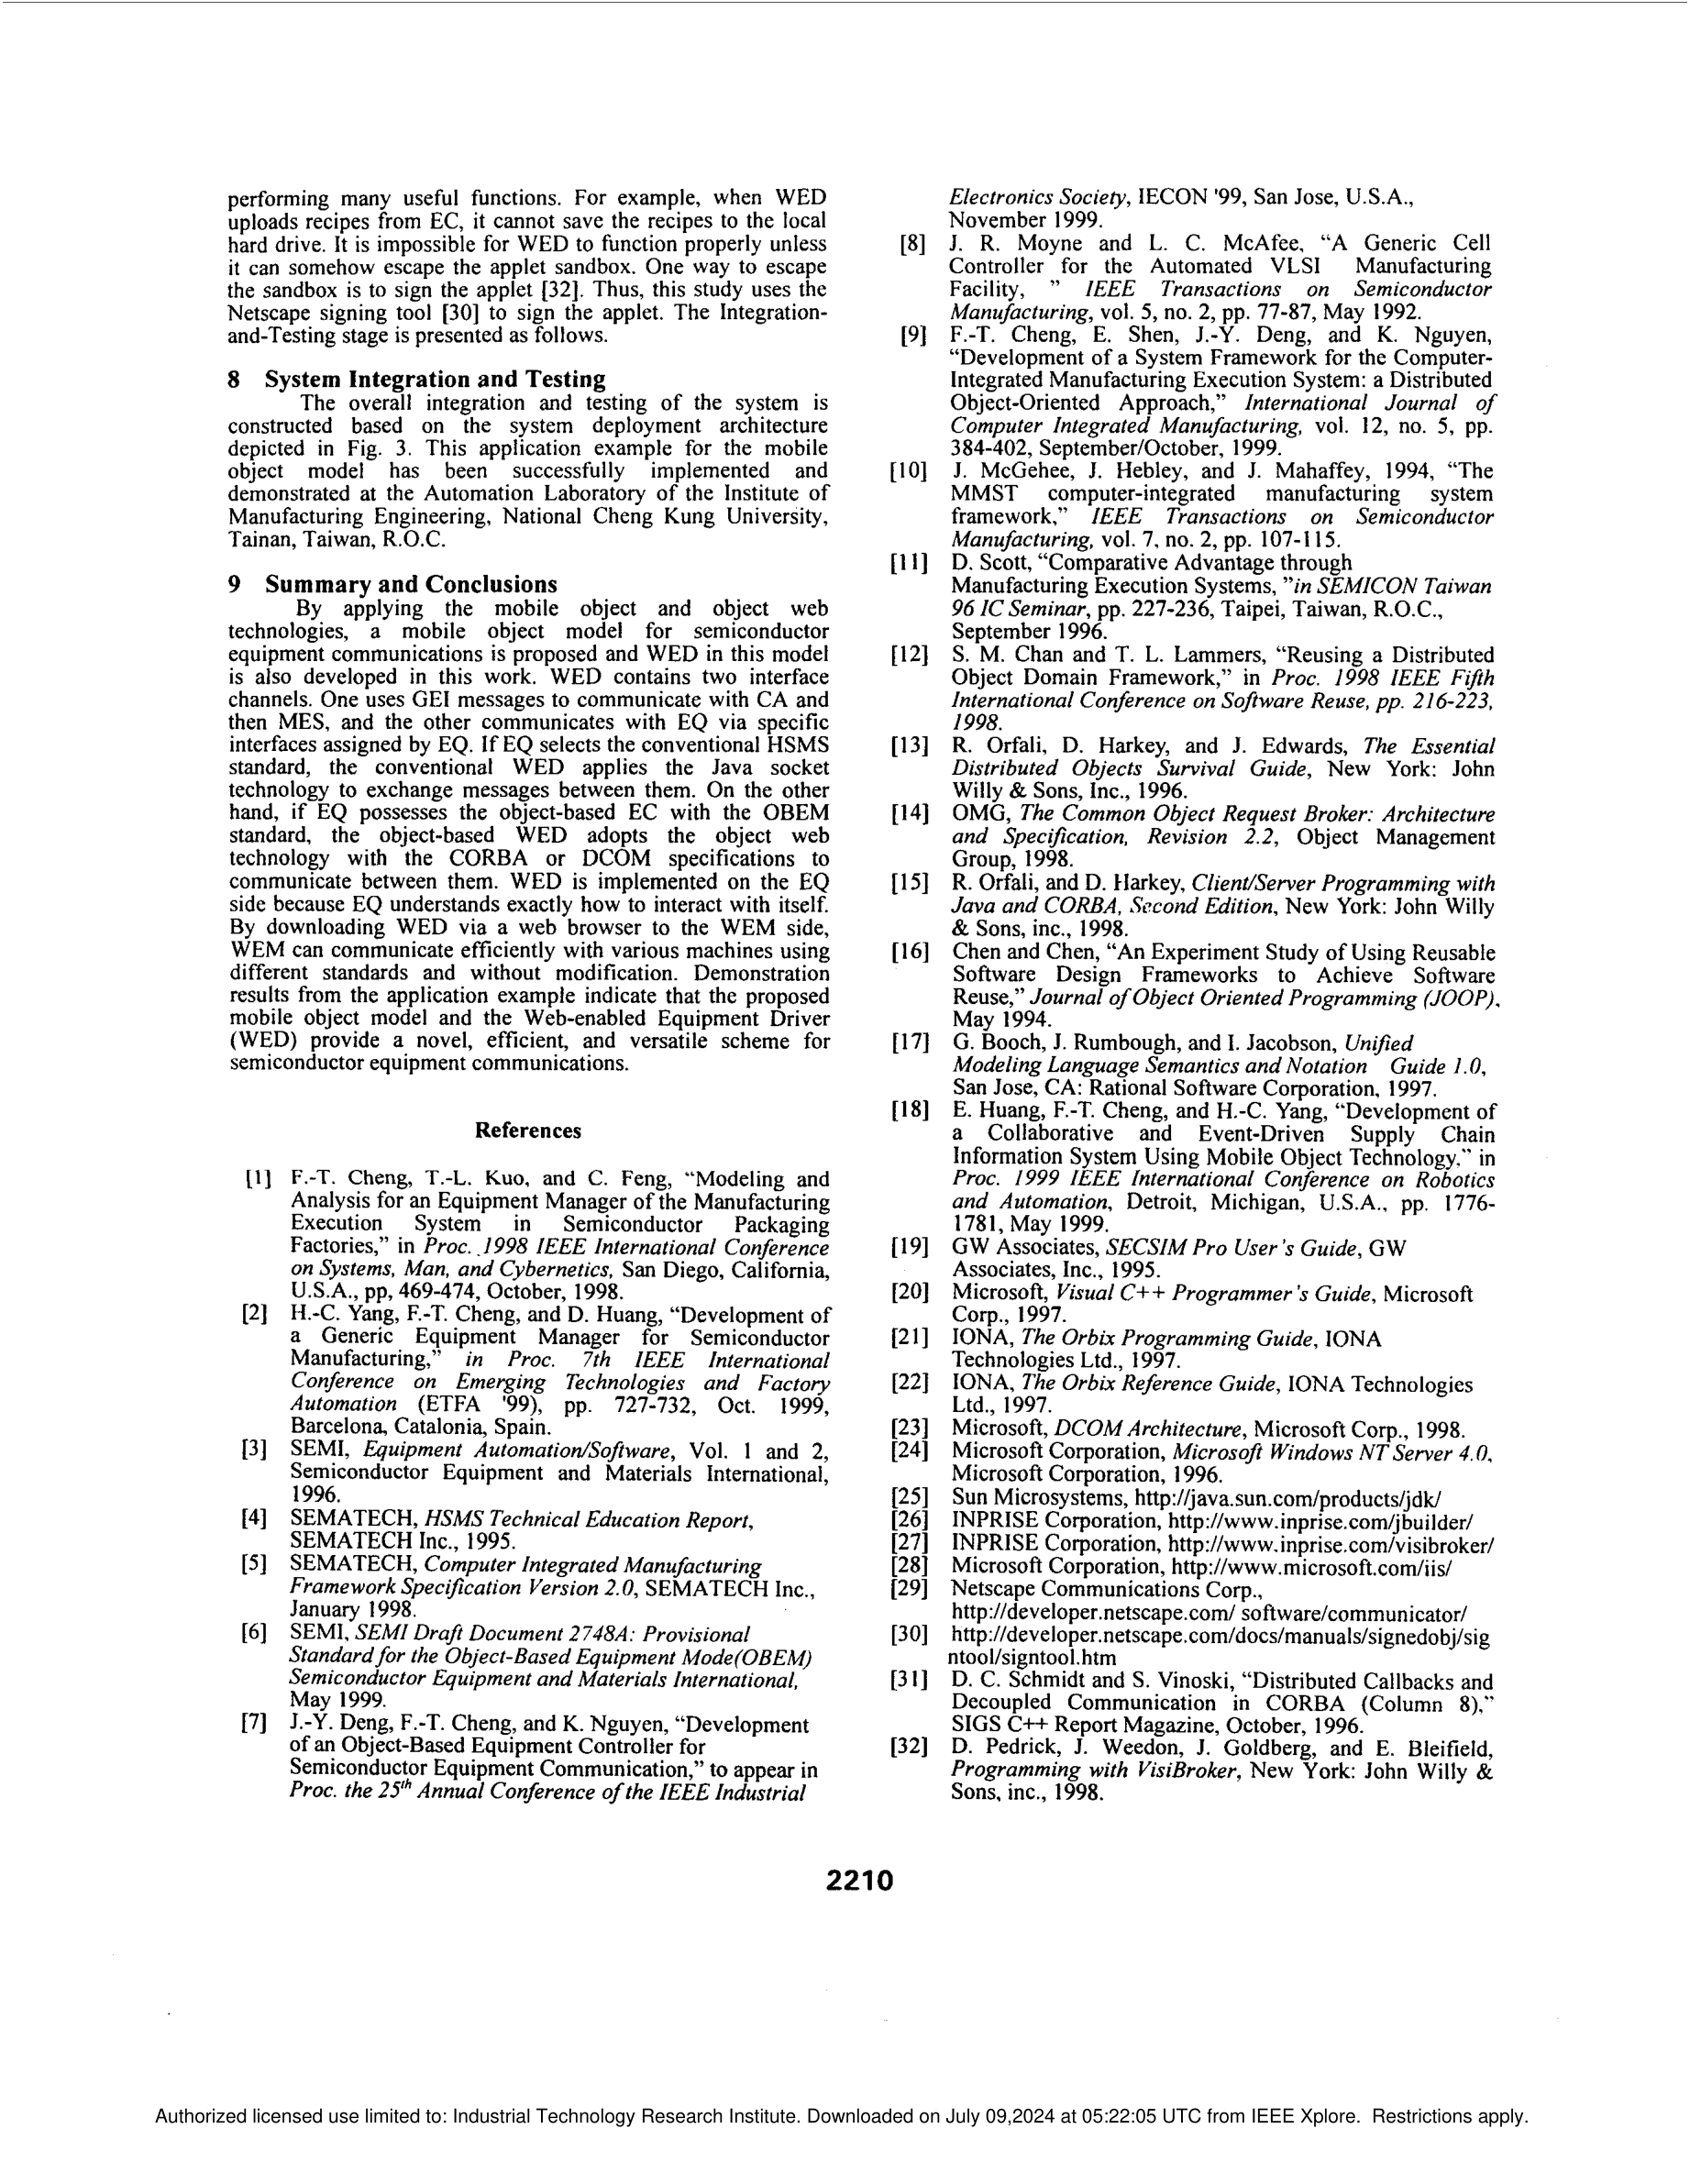 performing many useful functions. For example, when WED
uploads recipes from EC, it cannot save the recipes to the local
hard drive. It is impossible for WED to function properly unless
it can somehow escape the applet sandbox. One way to escape
the sandbox is to sign the applet [32]. Thus, this study uses the
Netscape signing tool [30] to sign the applet. The Integration-
and-Testing stage is presented as follows.
8 System Integration and Testing
The overall integration and testing of the system is
constructed based on the system deployment architecture
depicted in Fig. 3. This application example for the mobile
object model has been successfully implemented and
demonstrated at the Automation Laboratory of the Institute of
Manufacturing Engineering, National Cheng Kung University,
Tainan, Taiwan, R.O.C.
9 Summary and Conclusions
By applying the mobile object and object web
technologies, a mobile object model for semiconductor
equipment communications is proposed and WED in this model
is also developed in this work. WED contains two interface
channels. One uses GEI messages to communicate with CA and
then MES, and the other communicates with EQ via specific
interfaces assigned by EQ. If EQ selects the conventional HSMS
standard, the conventional WED applies the Java socket
technology to exchange messages between them. On the other
hand, if EQ possesses the object-based EC with the OBEM
standard, the object-based WED adopts the object web
technology with the CORBA or DCOM specifications to
communicate between them. WED is implemented on the EQ
side because EQ understands exactly how to interact with itself.
By downloading WED via a web browser to the WEM side,
WEM can communicate efficiently with various machines using
different standards and without modification. Demonstration
results from the application example indicate that the proposed
mobile object model and the Web-enabled Equipment Driver
(WED) provide a novel, efficient, and versatile scheme for
semiconductor equipment communications.
References
[1] F.-T. Cheng, T.-L. Kuo, and C. Feng, “Modeling and
Analysis for an Equipment Manager of the Manufacturing
Execution System in Semiconductor Packaging
Factories,” in Proc. 1998 IEEE International Conference
on Systems, Man, and Cybernetics, San Diego, California,
U.S.A., pp, 469-474, October, 1998.
[2] H.-C. Yang, F.-T. Cheng, and D. Huang, “Development of
a Generic Equipment Manager for Semiconductor
Manufacturing,” in Proc. 7th IEEE International
Conference on Emerging Technologies and Factory
Automation (ETFA '99), pp. 727-732, Oct. 1999,
Barcelona, Catalonia, Spain.
[3] SEMI, Equipment Automation/Software, Vol. 1 and 2,
Semiconductor Equipment and Materials International,
1996.
[4] SEMATECH, HSMS Technical Education Report,
SEMATECH Inc., 1995.
[5] SEMATECH, Computer Integrated Manufacturing
Framework Specification Version 2.0, SEMATECH Inc.,
January 1998.
[6] SEMI, SEMI Draft Document 2748A: Provisional
Standard for the Object-Based Equipment Mode(OBEM)
Semiconductor Equipment and Materials International,
May 1999.
[7] J.-Y. Deng, F.-T. Cheng, and K. Nguyen, “Development
of an Object-Based Equipment Controller for
Semiconductor Equipment Communication,” to appear in
Proc. the 25th Annual Conference of the IEEE Industrial
Electronics Society, IECON '99, San Jose, U.S.A.,
November 1999.
[8] J. R. Moyne and L. C. McAfee, “A Generic Cell
Controller for the Automated VLSI Manufacturing
Facility, ” IEEE Transactions on Semiconductor
Manufacturing, vol. 5, no. 2, pp. 77-87, May 1992.
[9] F.-T. Cheng, E. Shen, J.-Y. Deng, and K. Nguyen,
“Development of a System Framework for the Computer-
Integrated Manufacturing Execution System: a Distributed
Object-Oriented Approach,” International Journal of
Computer Integrated Manufacturing, vol. 12, no. 5, pp.
384-402, September/October, 1999.
[10] J. McGehee, J. Hebley, and J. Mahaffey, 1994, “The
MMST computer-integrated manufacturing system
framework,” IEEE Transactions on Semiconductor
Manufacturing, vol. 7, no. 2, pp. 107-115.
[11] D. Scott, “Comparative Advantage through
Manufacturing Execution Systems, ”in SEMICON Taiwan
96 IC Seminar, pp. 227-236, Taipei, Taiwan, R.O.C.,
September 1996.
[12] S. M. Chan and T. L. Lammers, “Reusing a Distributed
Object Domain Framework,” in Proc. 1998 IEEE Fifth
International Conference on Software Reuse, pp. 216-223,
1998.
[13] R. Orfali, D. Harkey, and J. Edwards, The Essential
Distributed Objects Survival Guide, New York: John
Willy & Sons, Inc., 1996.
[14] OMG, The Common Object Request Broker: Architecture
and Specification, Revision 2.2, Object Management
Group, 1998.
[15] R. Orfali, and D. Harkey, Client/Server Programming with
Java and CORBA, Second Edition, New York: John Willy
& Sons, inc., 1998.
[16] Chen and Chen, “An Experiment Study of Using Reusable
Software Design Frameworks to Achieve Software
Reuse,” Journal of Object Oriented Programming (JOOP),
May 1994.
[17] G. Booch, J. Rumbough, and I. Jacobson, Unified
Modeling Language Semantics and Notation Guide 1.0,
San Jose, CA: Rational Software Corporation, 1997.
[18] E. Huang, F.-T. Cheng, and H.-C. Yang, “Development of
a Collaborative and Event-Driven Supply Chain
Information System Using Mobile Object Technology,” in
Proc. 1999 IEEE International Conference on Robotics
and Automation, Detroit, Michigan, U.S.A., pp. 1776-
1781, May 1999.
[19] GW Associates, SECSIM Pro User's Guide, GW
Associates, Inc., 1995.
[20] Microsoft, Visual C++ Programmer's Guide, Microsoft
Corp., 1997.
[21] IONA, The Orbix Programming Guide, IONA
Technologies Ltd., 1997.
[22] IONA, The Orbix Reference Guide, IONA Technologies
Ltd., 1997.
[23] Microsoft, DCOM Architecture, Microsoft Corp., 1998.
[24] Microsoft Corporation, Microsoft Windows NT Server 4.0,
Microsoft Corporation, 1996.
[25] Sun Microsystems, http://java.sun.com/products/jdk/
[26] INPRISE Corporation, http://www.inprise.com/jbuilder/
[27] INPRISE Corporation, http://www.inprise.com/visibroker/
[28] Microsoft Corporation, http://www.microsoft.com/iis/
[29] Netscape Communications Corp.,
http://developer.netscape.com/ software/communicator/
[30] http://developer.netscape.com/docs/manuals/signedobj/sig
ntool/signtool.htm
[31] D. C. Schmidt and S. Vinoski, “Distributed Callbacks and
Decoupled Communication in CORBA (Column 8),”
SIGS C++ Report Magazine, October, 1996.
[32] D. Pedrick, J. Weedon, J. Goldberg, and E. Bleifield,
Programming with VisiBroker, New York: John Willy &
Sons, inc., 1998.
2210
Authorized licensed use limited to: Industrial Technology Research Institute. Downloaded on July 09,2024 at 05:22:05 UTC from IEEE Xplore. Restrictions apply.